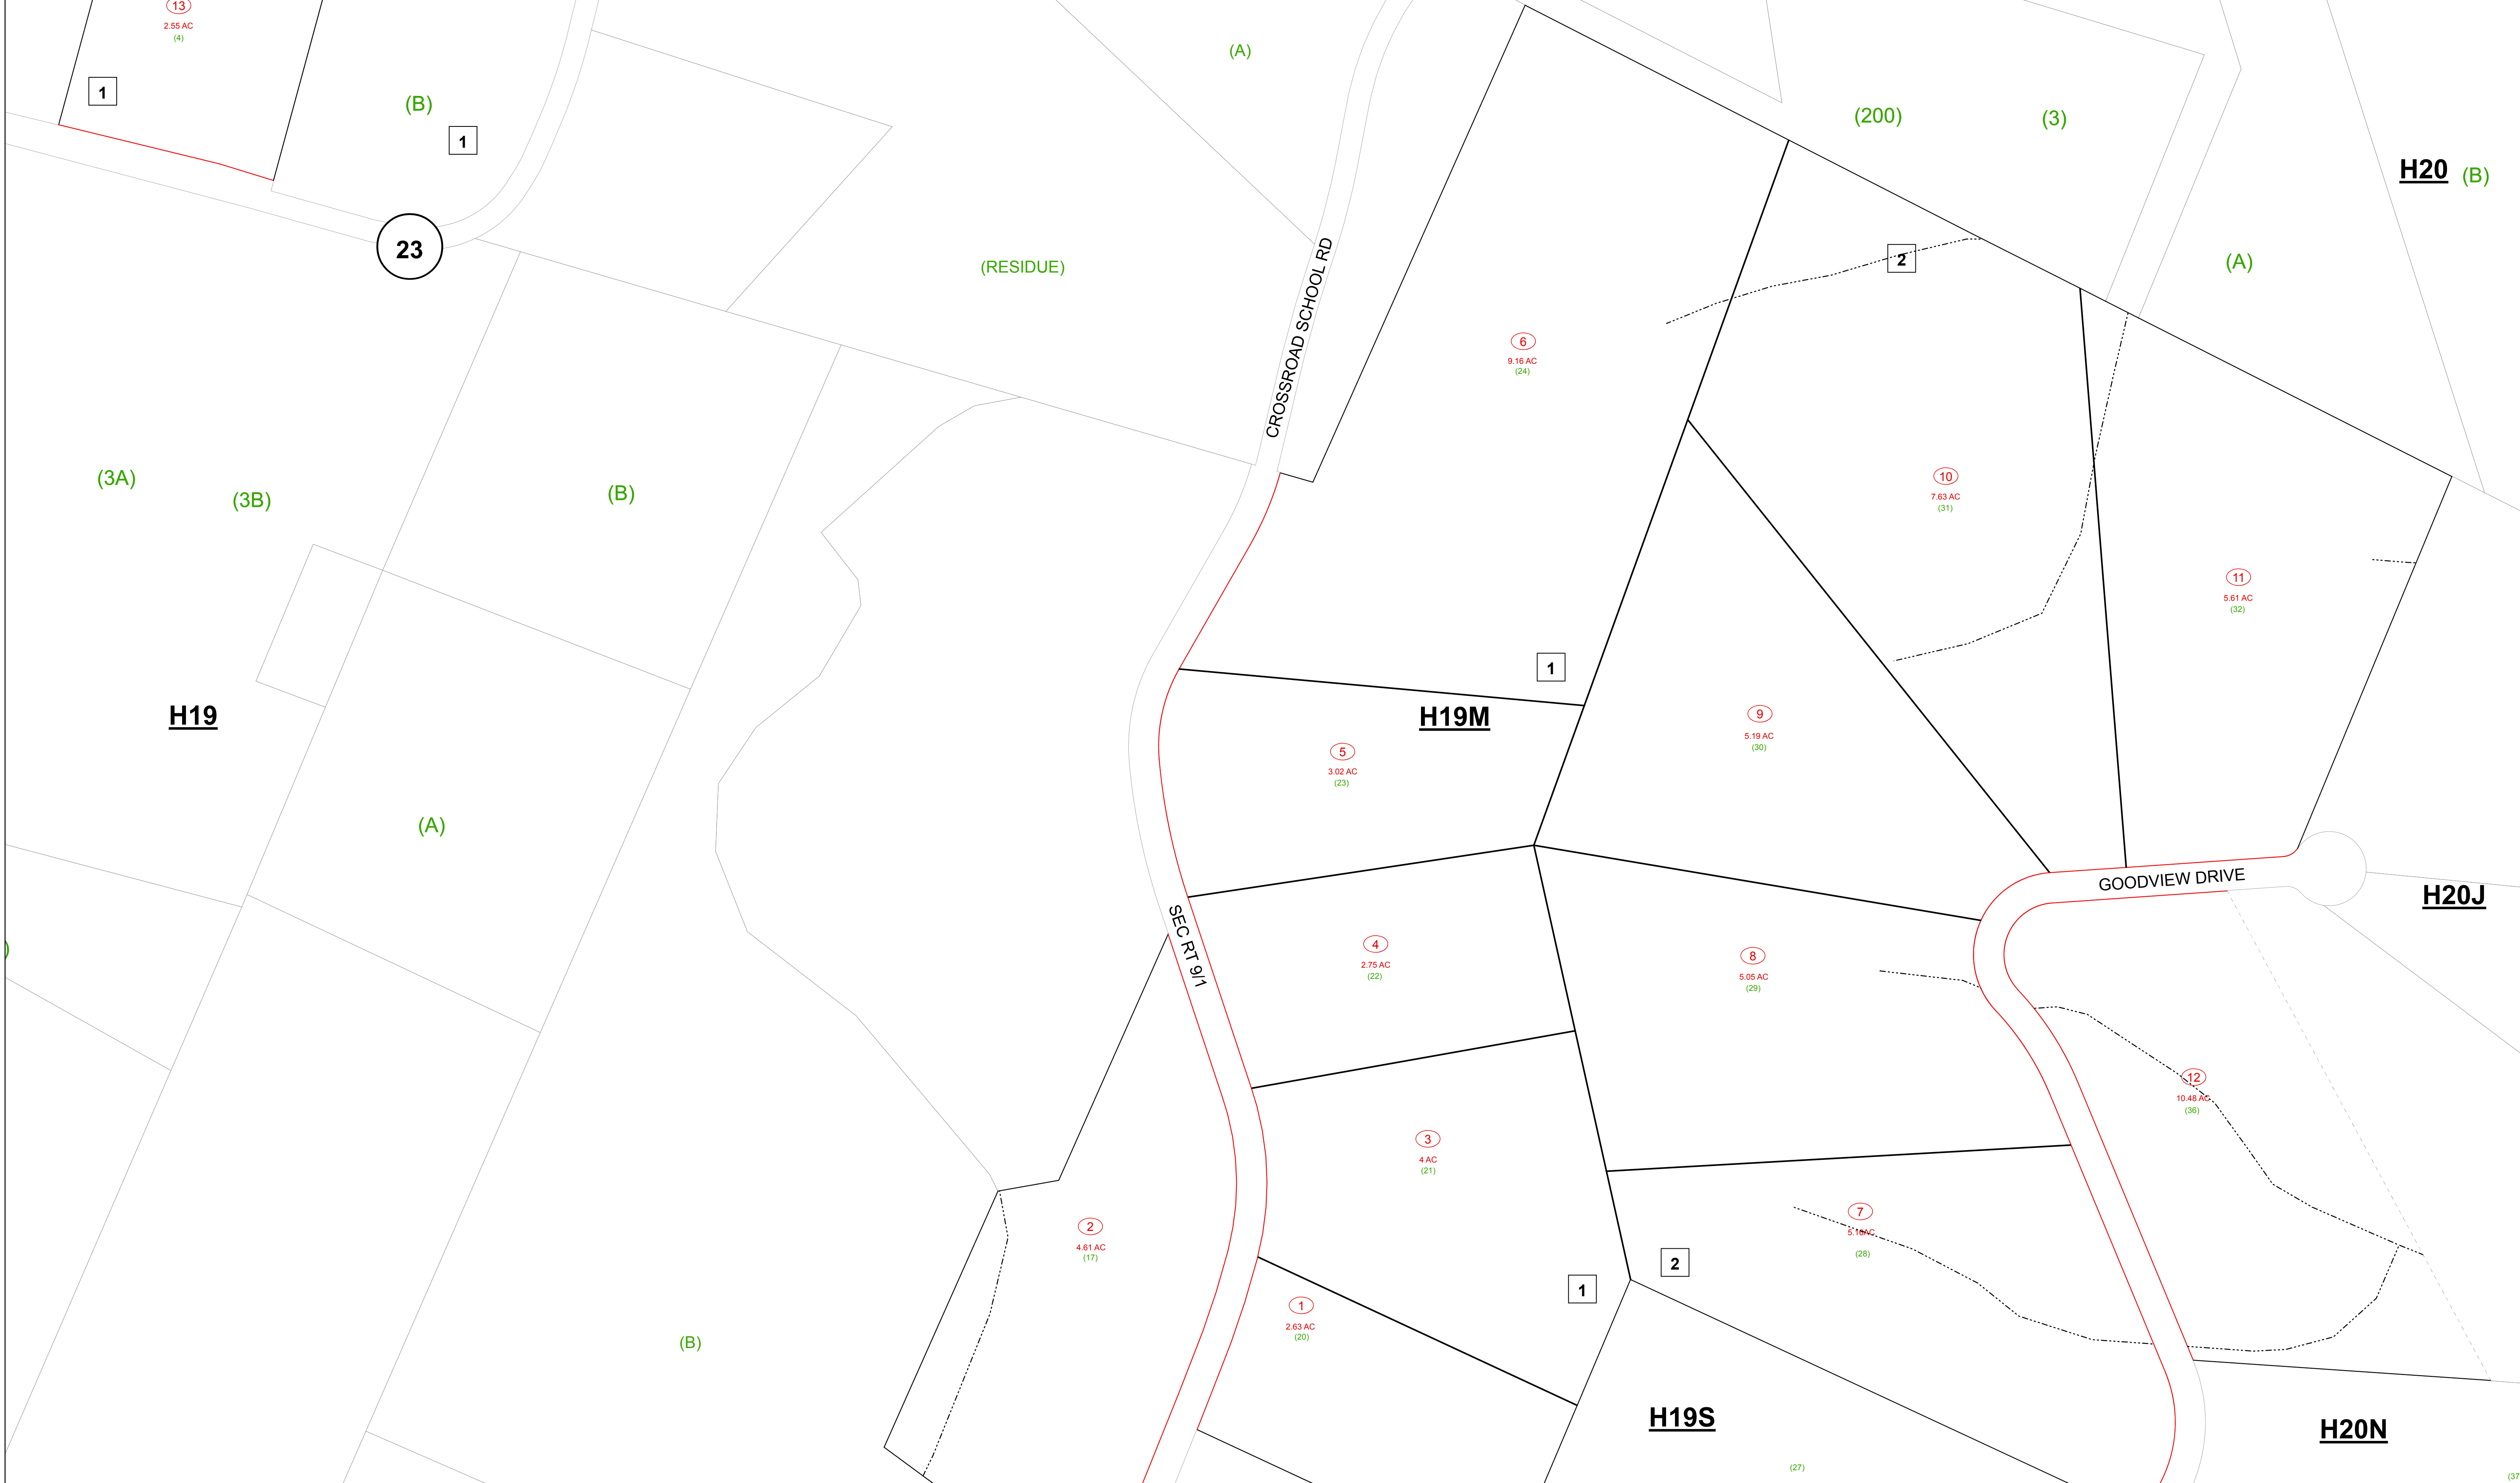 13
2.55 AC
(4)
1
(B)
1
23
(A)
(RESIDUE)
(200)
(3)
H20
(B)
(A)
2
CROSSROAD SCHOOL RD
6
9.16 AC
(24)
(3A)
(3B)
(B)
10
7.63 AC
(31)
11
5.61 AC
(32)
H19
1
H19M
5
3.02 AC
(23)
9
5.19 AC
(30)
(A)
GOODVIEW DRIVE
H20J
SEC RT 9/1
4
2.75 AC
(22)
8
5.05 AC
(29)
12
10.48 AC
(36)
3
4 AC
(21)
2
4.61 AC
(17)
7
5.16AC
(28)
1
2
1
2.63 AC
(20)
(B)
H19S
H20N
(27)
(37